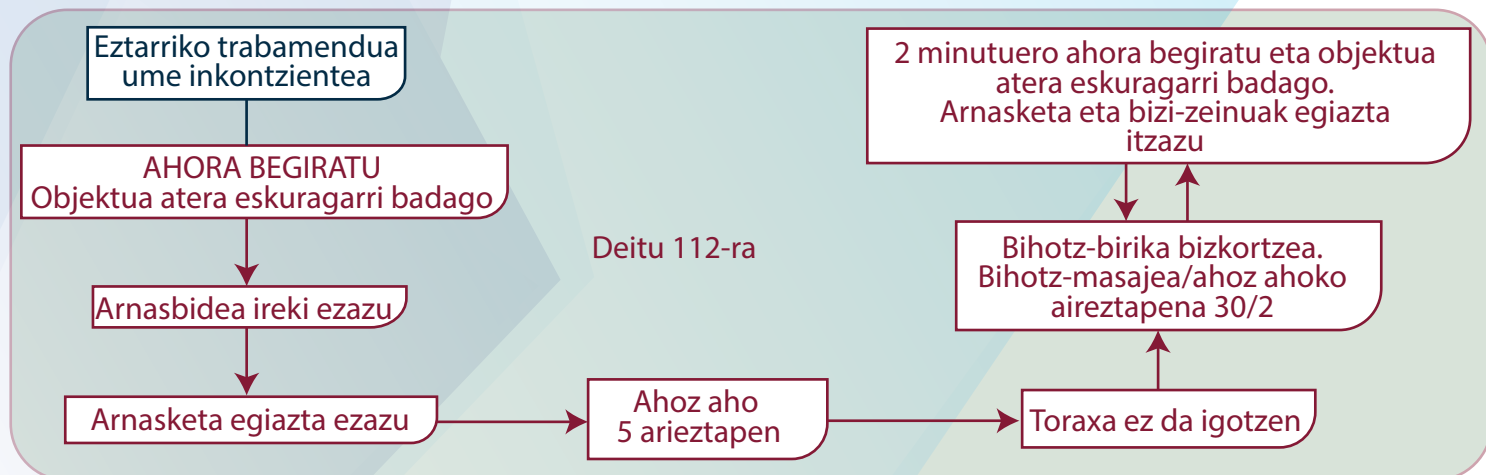 Eztarriko trabamendua
ume inkontzientea
AHORA BEGIRATU
Objektua atera eskuragarri badago
Arnasbidea ireki ezazu
Arnasketa egiazta ezazu
Deitu 112-ra
Ahoz aho
5 arieztapen
Toraxa ez da igotzen
Bihotz-birika bizkortzea.
Bihotz-masajea/ahoz ahoko
aireztapena 30/2
2 minutuero ahora begiratu eta objektua
atera eskuragarri badago.
Arnasketa eta bizi-zeinuak egiazta
itzazu